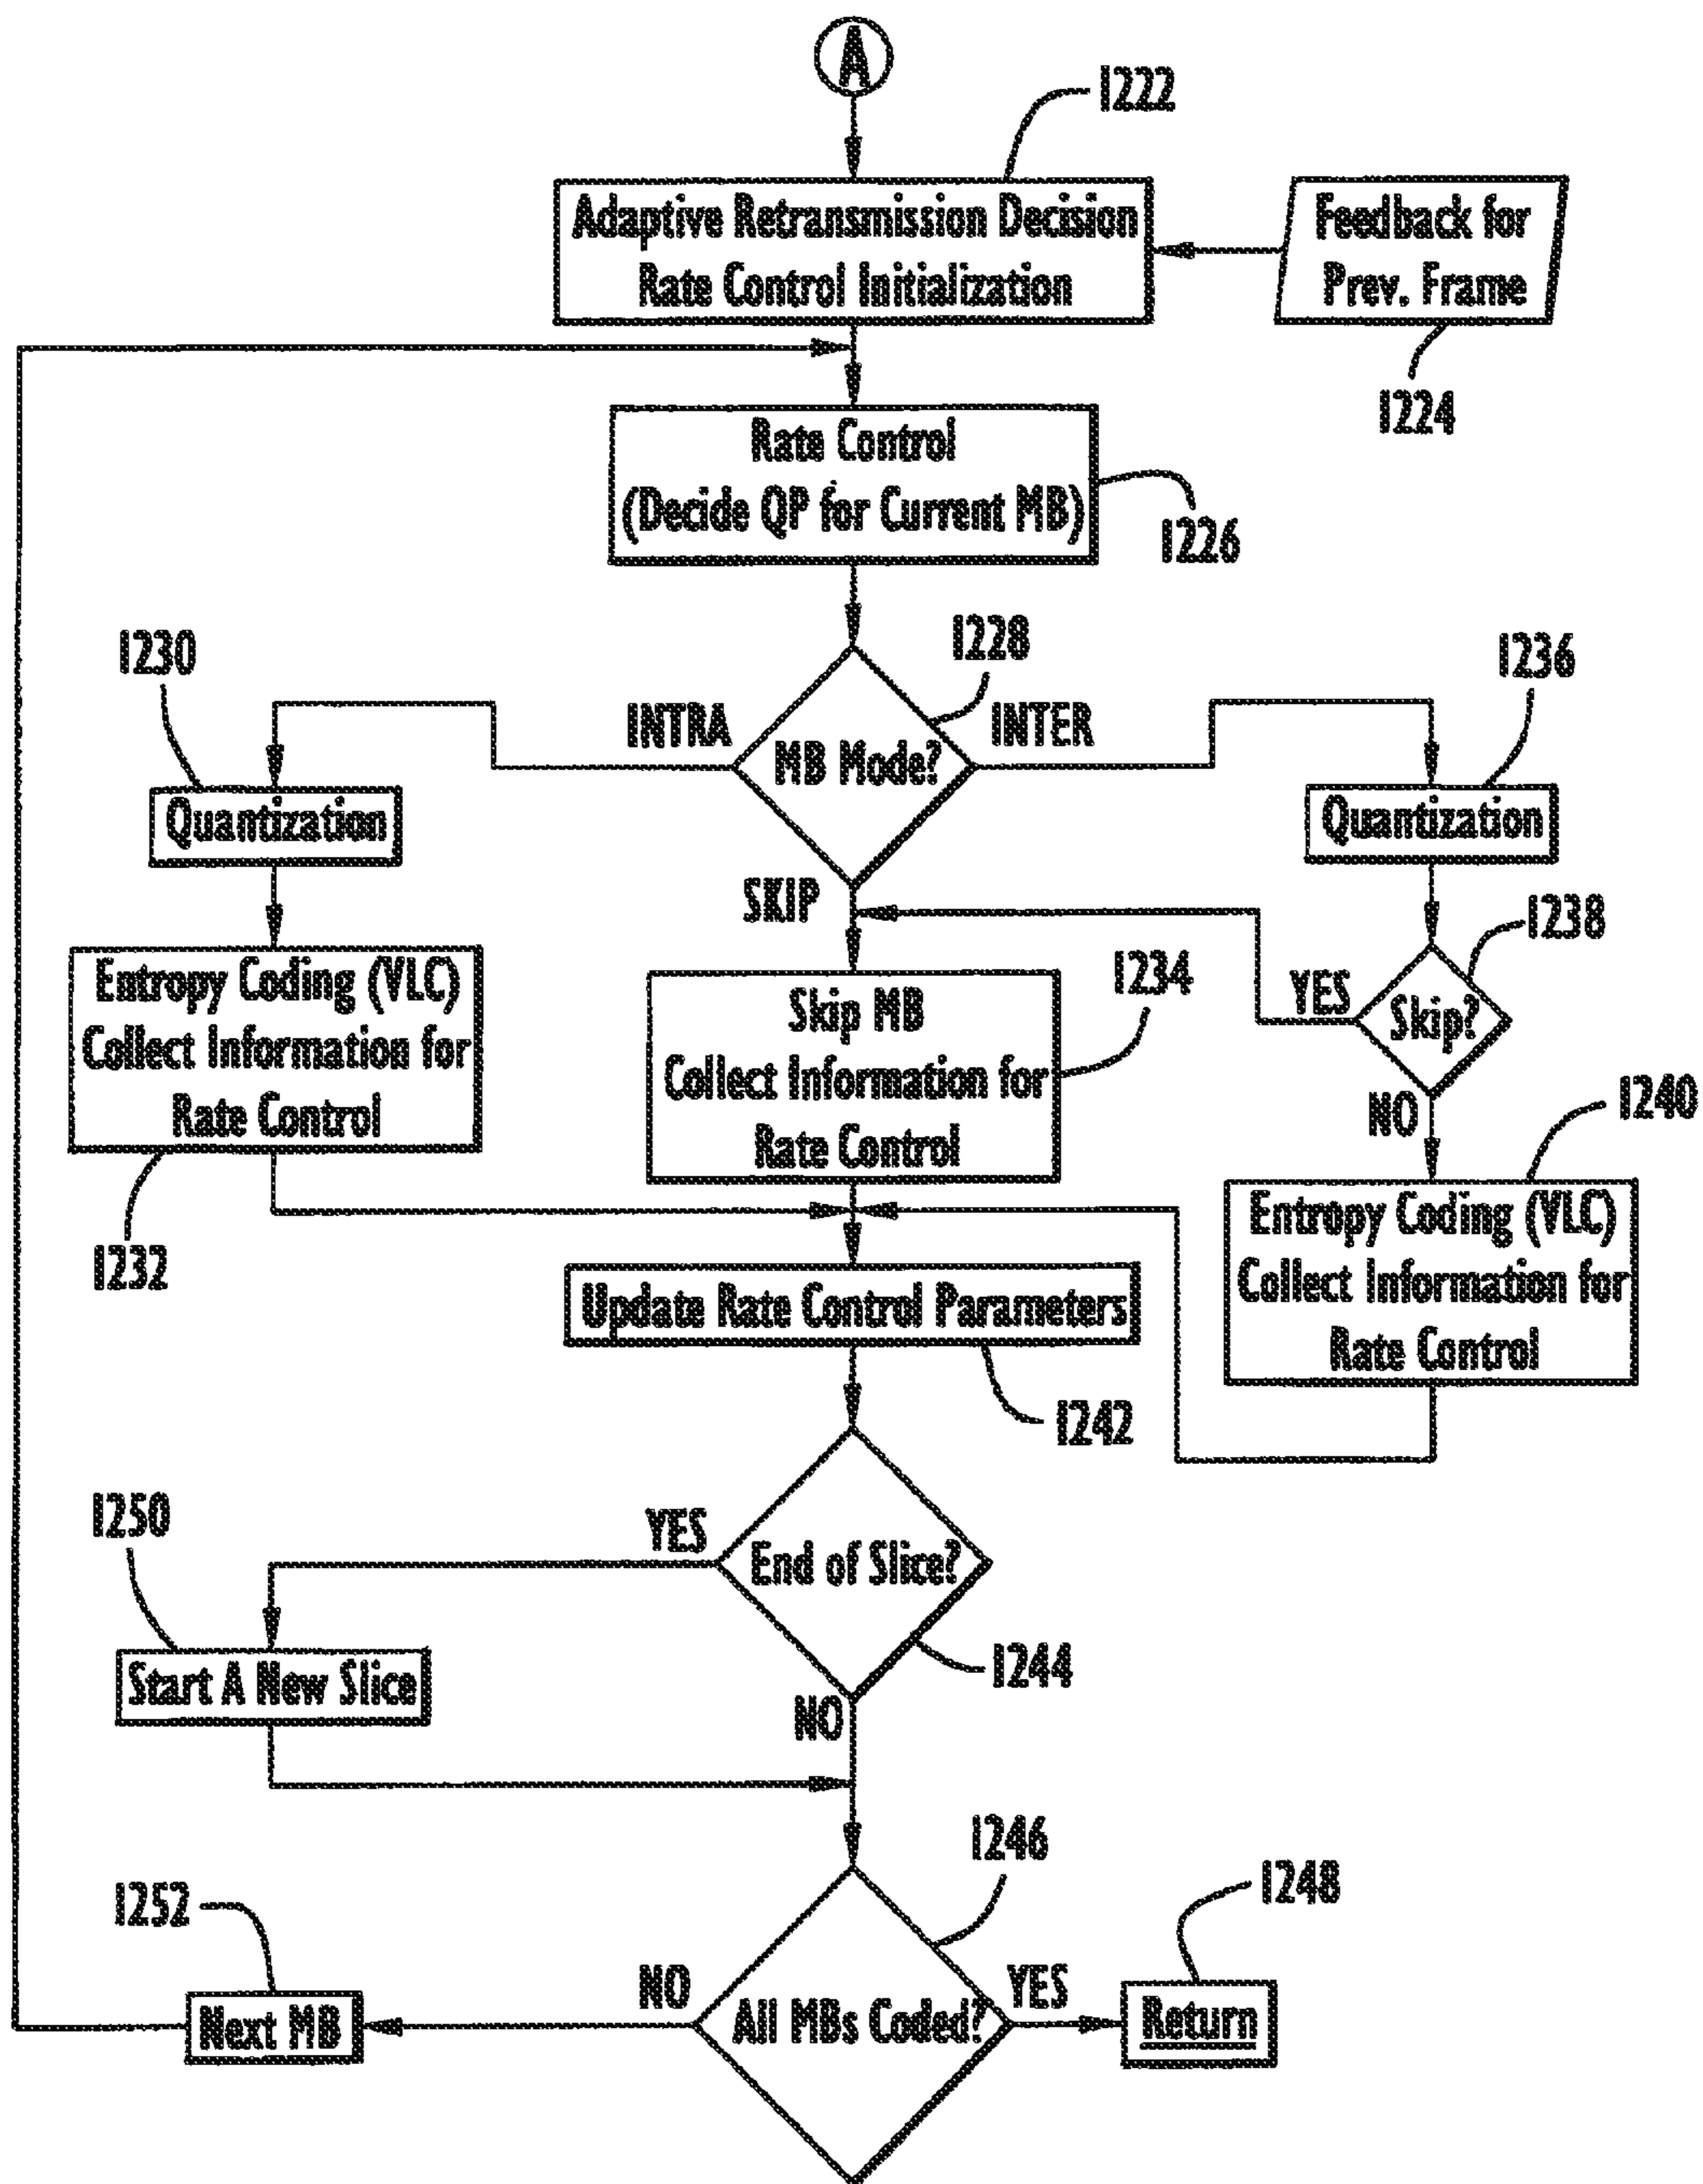 A
1222
Adaptive Retransmission Decision
Rate Control Initialization
Feedback for
Prev. Frame
1224
Rate Control
(Decide QP for Current MB)
1226
1228
1230
1236
INTRA
INTER
MB Mode?
Quantization
Quantization
SKIP
1238
YES
Skip?
NO
Entropy Coding (VLC)
Collect Information for
Rate Control
1232
Skip MB
Collect Information for
Rate Control
1234
1240
Entropy Coding (VLC)
Collect Information for
Rate Control
Update Rate Control Parameters
1242
1250
YES
End of Slice?
1244
Start A New Slice
NO
1246
1248
1252
NO
YES
Next MB
All MBs Coded?
Return